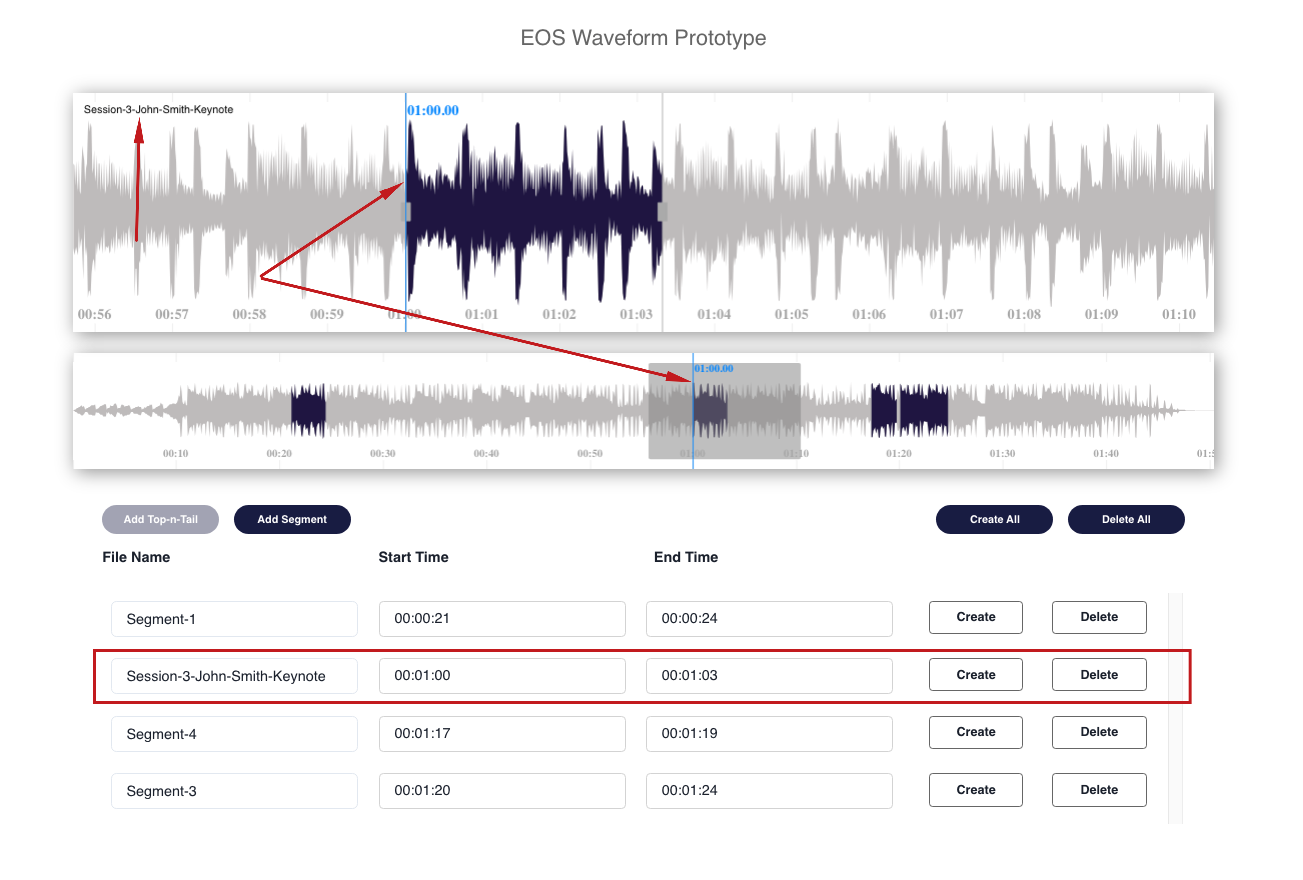 EOS Waveform Prototype
Session-3-John-Smith-Keynote
01:00.00
00:56 00:57 00:58 00:59 01:00 01:01 01:02 01:03 01:04 01:05 01:06 01:07 01:08 01:09 01:10
01:00.00
00:10 00:20 00:30 00:40 00:50 01:00 01:10 01:20 01:30 01:40
Add Top-n-Tail Add Segment Create All Delete All
File Name Start Time End Time
Segment-1 00:00:21 00:00:24 Create Delete
Session-3-John-Smith-Keynote 00:01:00 00:01:03 Create Delete
Segment-4 00:01:17 00:01:19 Create Delete
Segment-3 00:01:20 00:01:24 Create Delete